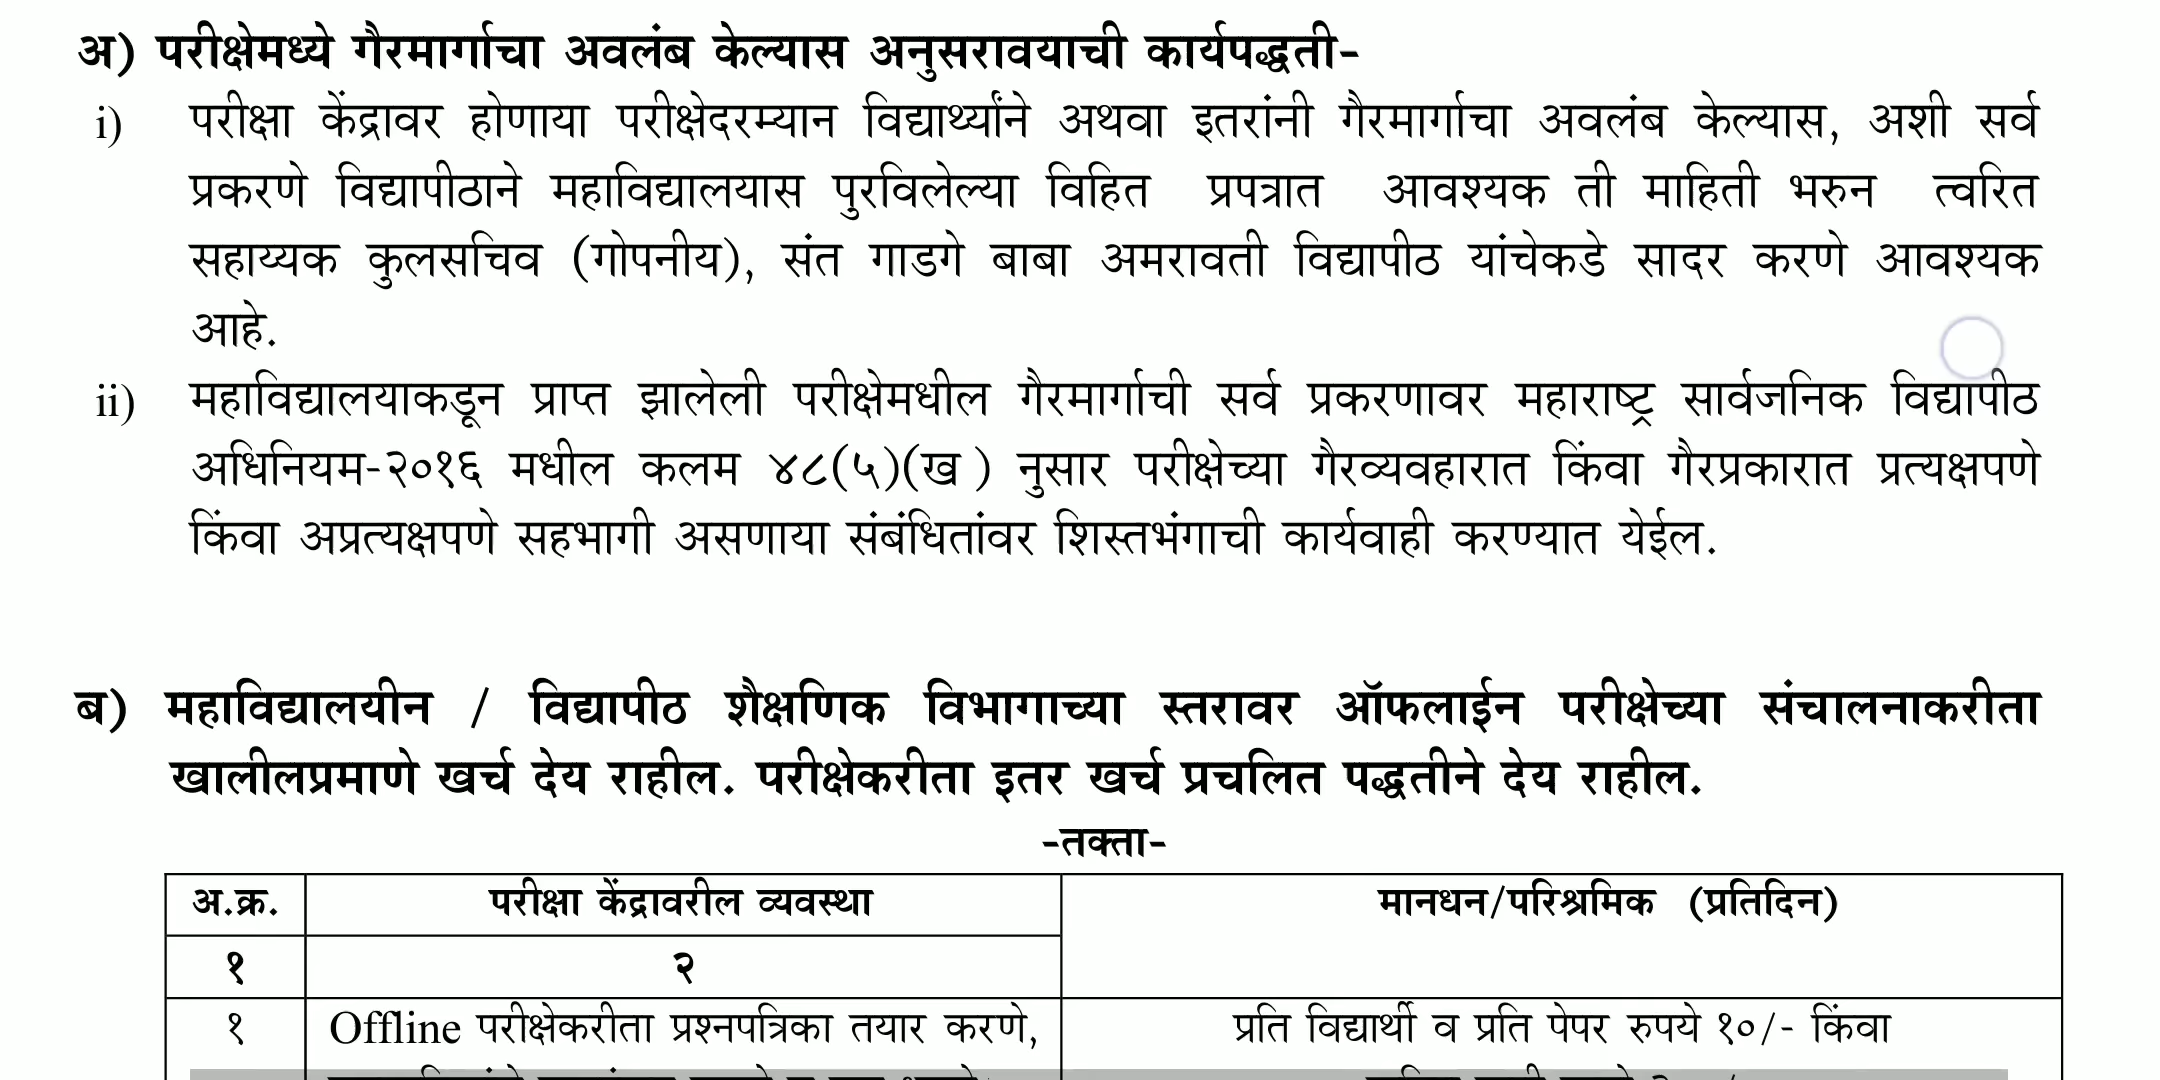 अ) परीक्षेमध्ये गैरमार्गाचा अवलंब केल्यास अनुसरावयाची कार्यपद्धती-
i) परीक्षा केंद्रावर होणाया परीक्षेदरम्यान विद्यार्थ्यांने अथवा इतरांनी गैरमार्गाचा अवलंब केल्यास, अशी सर्व
प्रकरणे विद्यापीठाने महाविद्यालयास पुरविलेल्या विहित प्रपत्रात आवश्यक ती माहिती भरुन त्वरित
सहाय्यक कुलसचिव (गोपनीय), संत गाडगे बाबा अमरावती विद्यापीठ यांचेकडे सादर करणे आवश्यक
आहे.
ii) महाविद्यालयाकडून प्राप्त झालेली परीक्षेमधील गैरमार्गाची सर्व प्रकरणावर महाराष्ट्र सार्वजनिक विद्यापीठ
अधिनियम-२०१६ मधील कलम ४८(५)(ख ) नुसार परीक्षेच्या गैरव्यवहारात किंवा गैरप्रकारात प्रत्यक्षपणे
किंवा अप्रत्यक्षपणे सहभागी असणाया संबंधितांवर शिस्तभंगाची कार्यवाही करण्यात येईल.
ब) महाविद्यालयीन / विद्यापीठ शैक्षणिक विभागाच्या स्तरावर ऑफलाईन परीक्षेच्या संचालनाकरीता
खालीलप्रमाणे खर्च देय राहील. परीक्षेकरीता इतर खर्च प्रचलित पद्धतीने देय राहील.
-तक्ता-
अ.क्र. परीक्षा केंद्रावरील व्यवस्था मानधन/परिश्रमिक (प्रतिदिन)
१ २
१ Offline परीक्षेकरीता प्रश्नपत्रिका तयार करणे, प्रति विद्यार्थी व प्रति पेपर रुपये १०/- किंवा